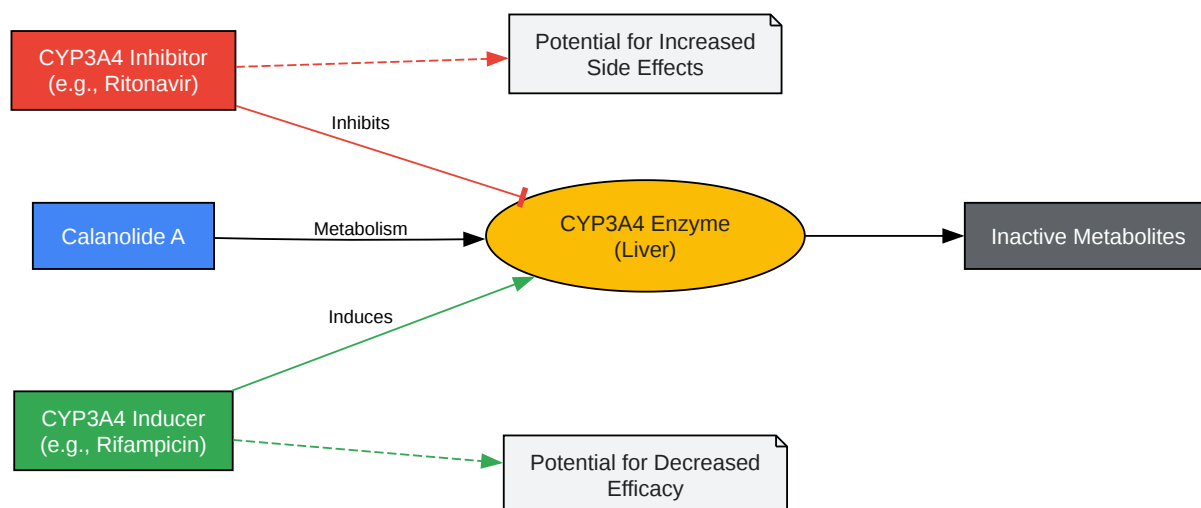 CYP3A4 Inhibitor
(e.g., Ritonavir)
Potential for Increased
Side Effects
Inhibits
Calanolide A
Metabolism
CYP3A4 Enzyme
(Liver)
Inactive Metabolites
Induces
CYP3A4 Inducer
(e.g., Rifampicin)
Potential for Decreased
Efficacy